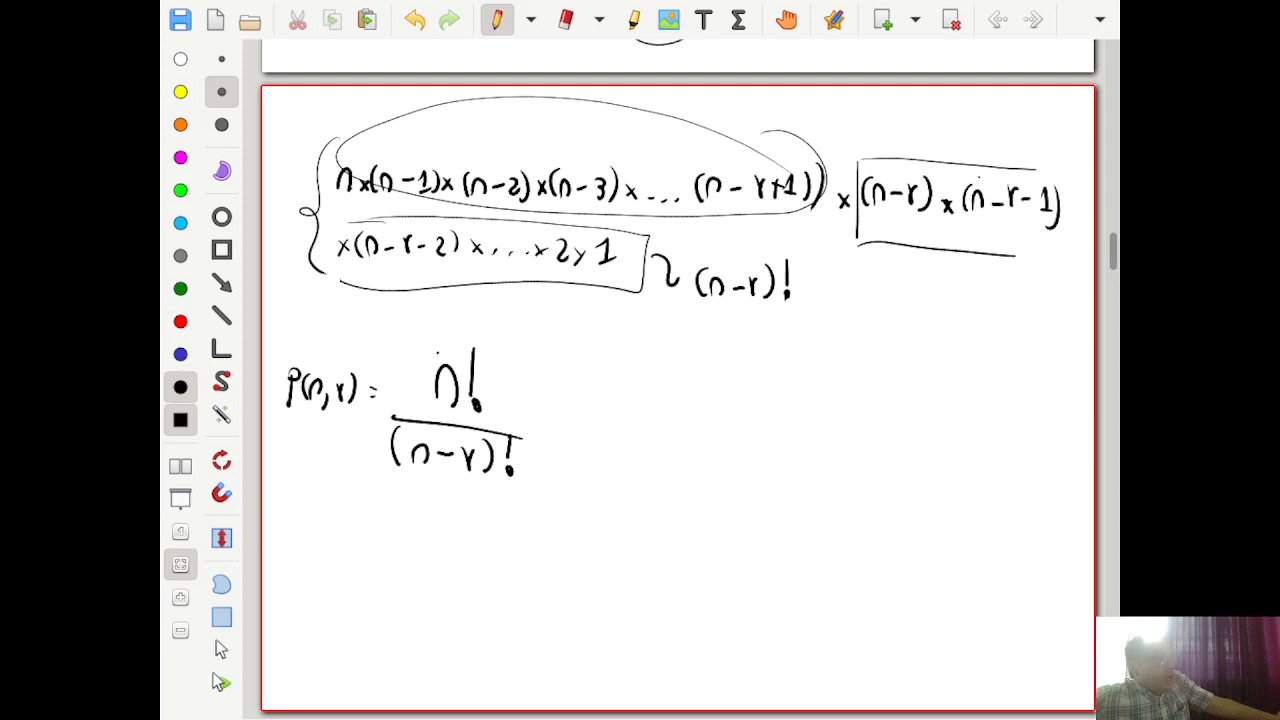 n×(n-1)×(n-2)×(n-3)×...(n-r+1))×(n-r)×(n-r-1)
×(n-r-2)×...×2×1
(n-r)!
P(n,r) = n!
(n-r)!